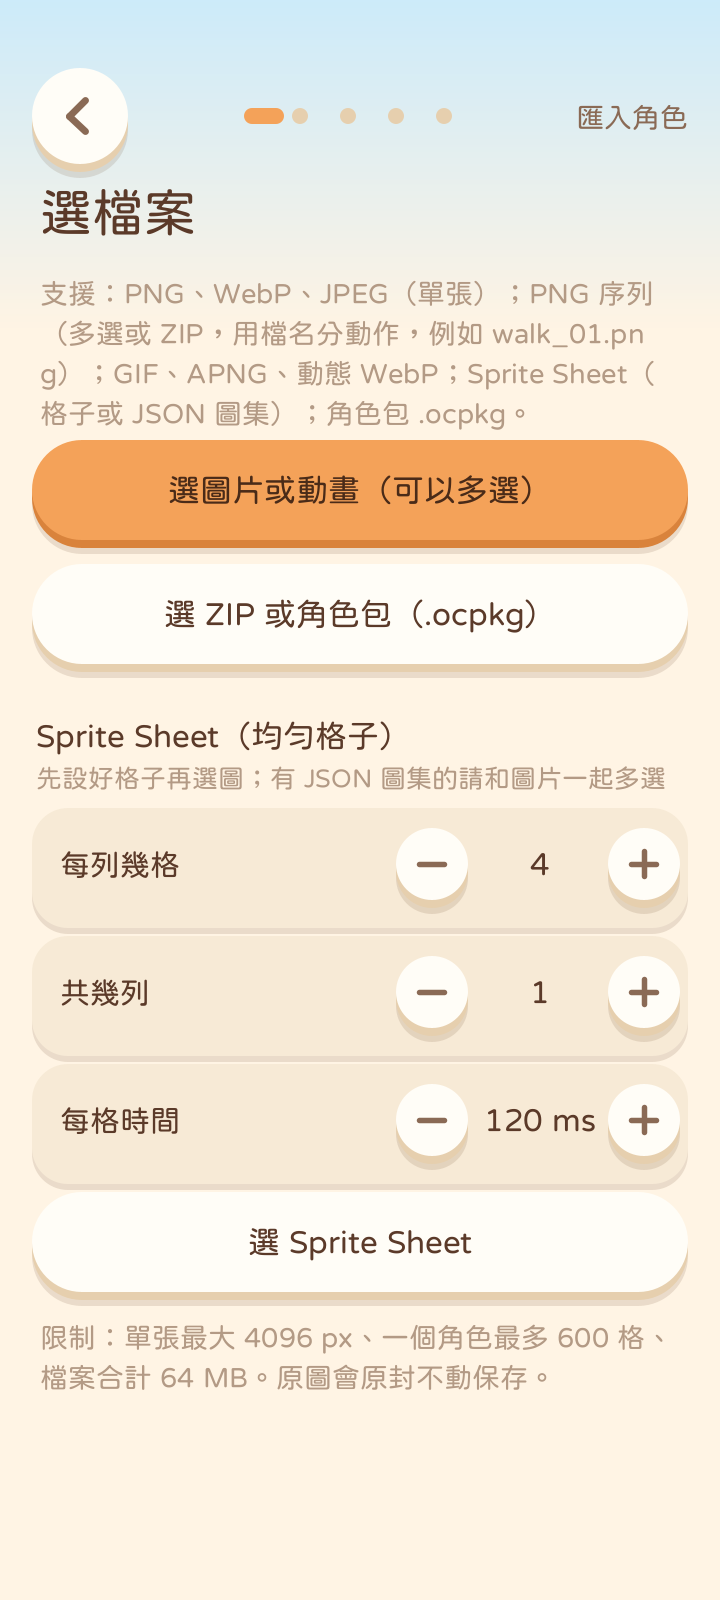 匯入角色
選檔案
支援：PNG、WebP、JPEG（單張）；PNG 序列
（多選或 ZIP，用檔名分動作，例如 walk_01.pn
g）；GIF、APNG、動態 WebP；Sprite Sheet（
格子或 JSON 圖集）；角色包 .ocpkg。
選圖片或動畫（可以多選）
選 ZIP 或角色包（.ocpkg）
Sprite Sheet（均勻格子）
先設好格子再選圖；有 JSON 圖集的請和圖片一起多選
每列幾格 4
共幾列 1
每格時間 120 ms
選 Sprite Sheet
限制：單張最大 4096 px、一個角色最多 600 格、
檔案合計 64 MB。原圖會原封不動保存。